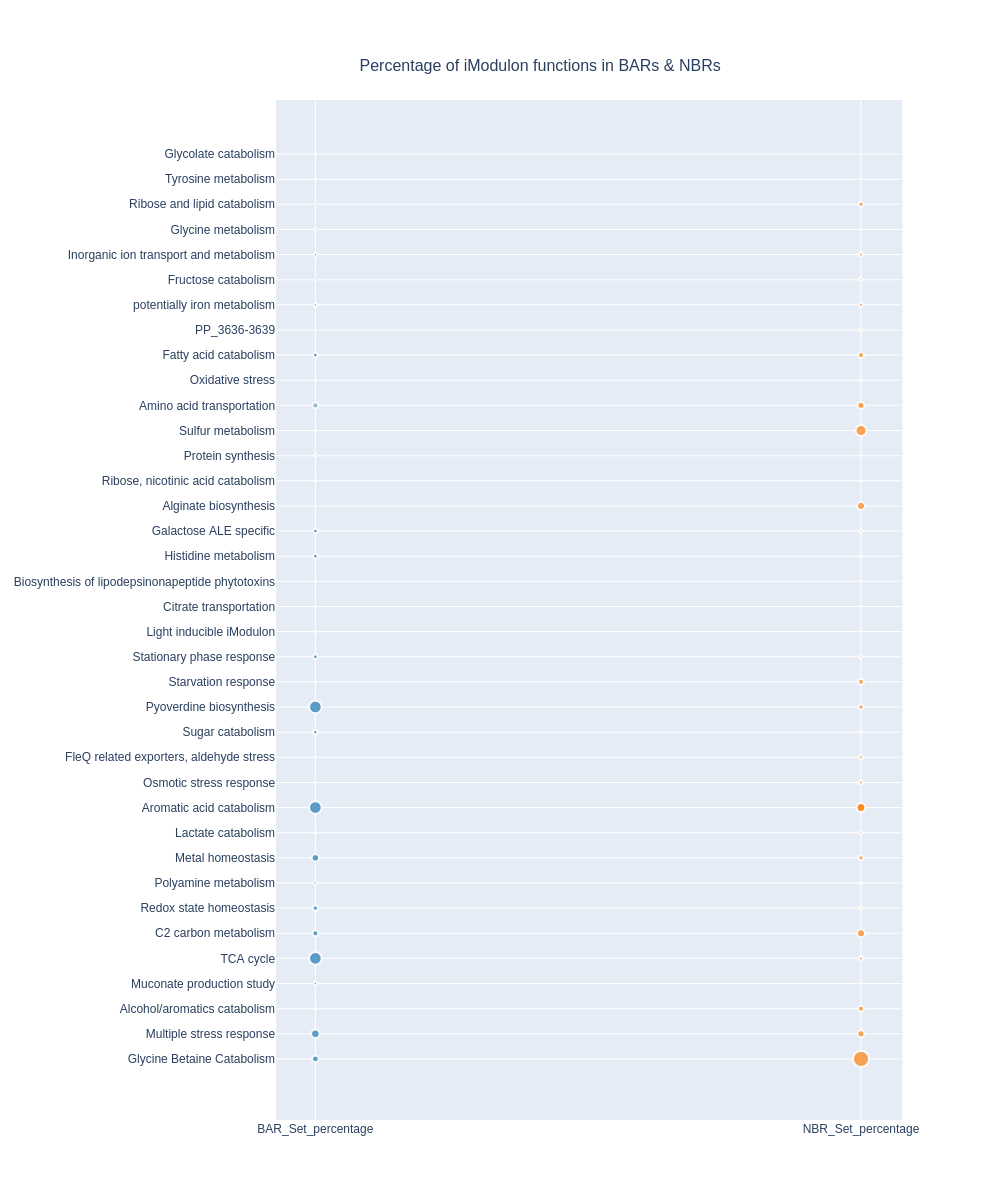 Percentage of iModulon functions in BARs & NBRs
Glycolate catabolism
Tyrosine metabolism
Ribose and lipid catabolism
Glycine metabolism
Inorganic ion transport and metabolism
Fructose catabolism
potentially iron metabolism
PP_3636-3639
Fatty acid catabolism
Oxidative stress
Amino acid transportation
Sulfur metabolism
Protein synthesis
Ribose, nicotinic acid catabolism
Alginate biosynthesis
Galactose ALE specific
Histidine metabolism
Biosynthesis of lipodepsinonapeptide phytotoxins
Citrate transportation
Light inducible iModulon
Stationary phase response
Starvation response
Pyoverdine biosynthesis
Sugar catabolism
FleQ related exporters, aldehyde stress
Osmotic stress response
Aromatic acid catabolism
Lactate catabolism
Metal homeostasis
Polyamine metabolism
Redox state homeostasis
C2 carbon metabolism
TCA cycle
Muconate production study
Alcohol/aromatics catabolism
Multiple stress response
Glycine Betaine Catabolism
BAR_Set_percentage NBR_Set_percentage